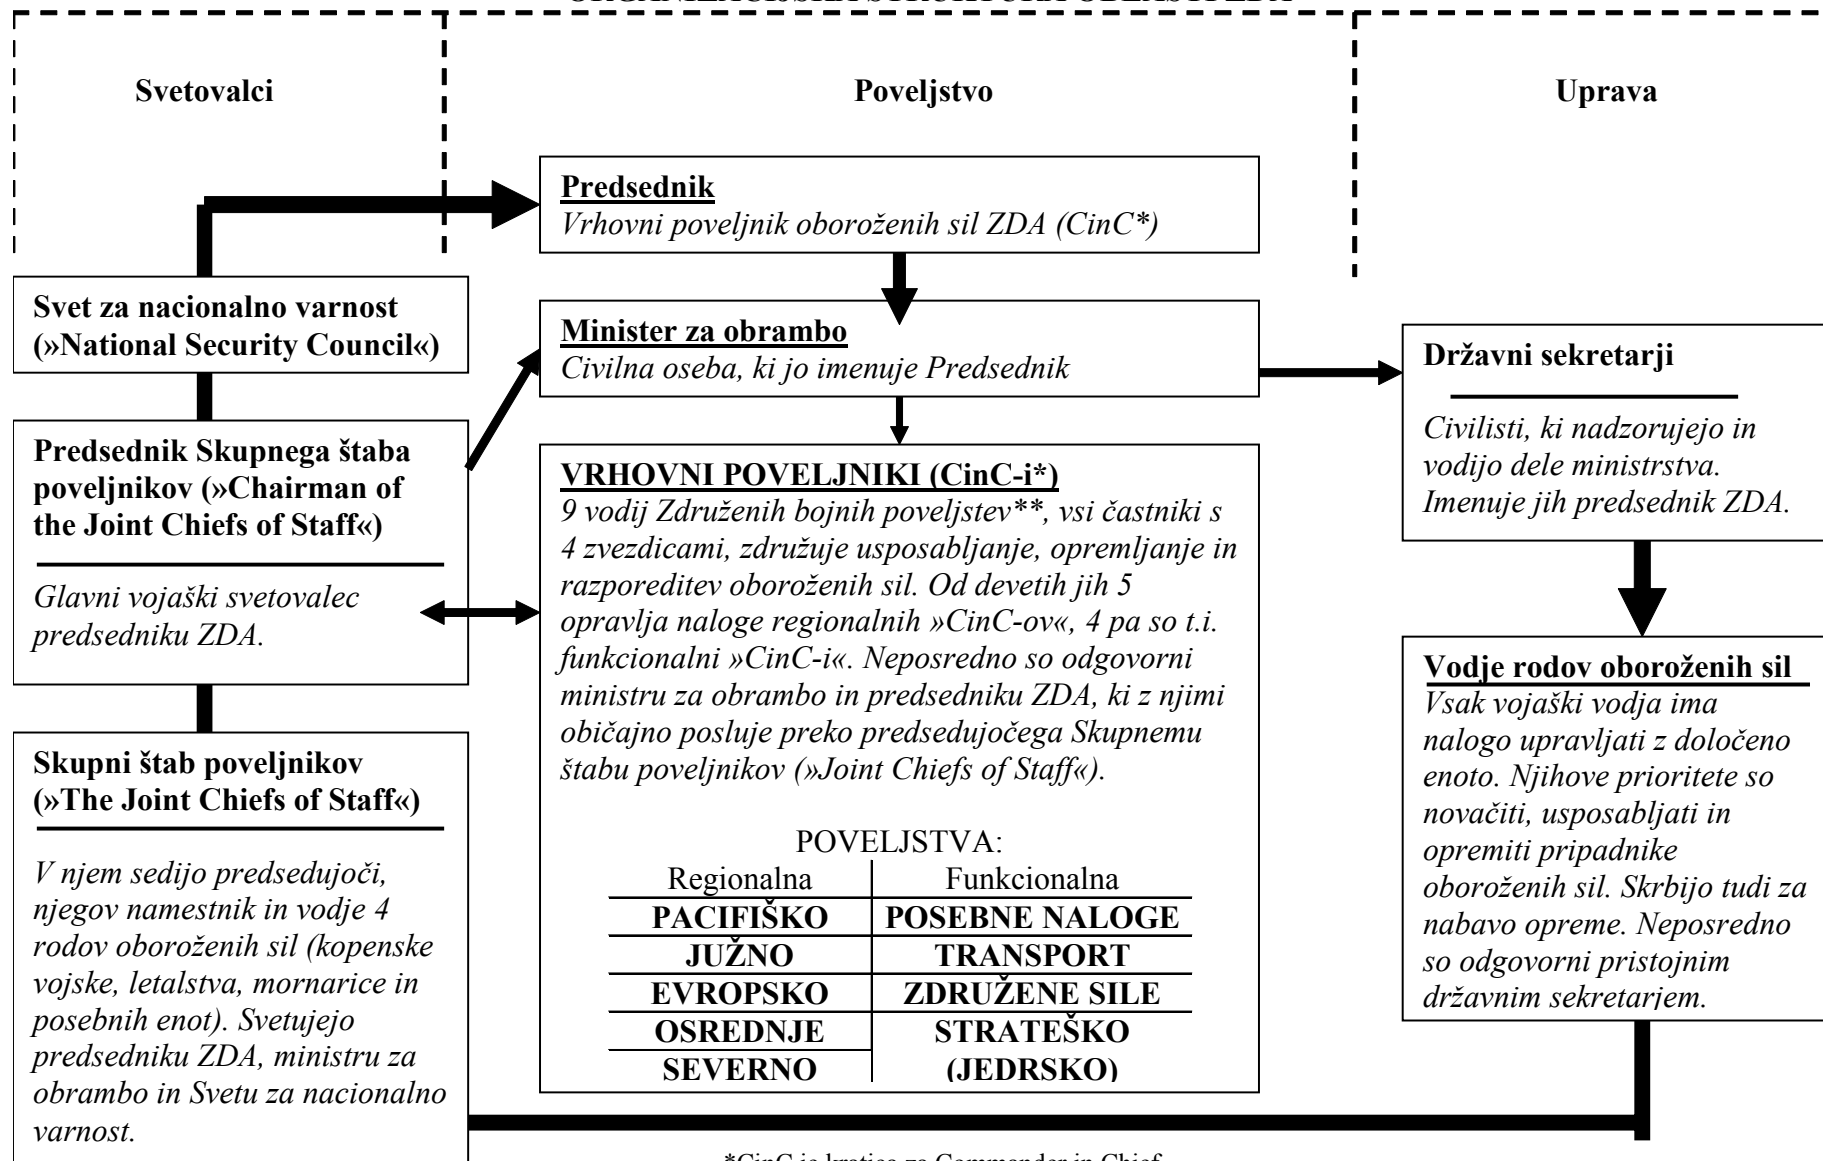 Svetovalci
Poveljstvo
Uprava
Predsednik
Vrhovni poveljnik oboroženih sil ZDA (CinC*)
Svet za nacionalno varnost
(»National Security Council«)
Minister za obrambo
Civilna oseba, ki jo imenuje Predsednik
Državni sekretarji
Civilisti, ki nadzorujejo in
vodijo dele ministrstva.
Imenuje jih predsednik ZDA.
Predsednik Skupnega štaba
poveljnikov (»Chairman of
the Joint Chiefs of Staff«)
Glavni vojaški svetovalec
predsedniku ZDA.
VRHOVNI POVELJNIKI (CinC-i*)
9 vodij Združenih bojnih poveljstev**, vsi častniki s
4 zvezdicami, združuje usposabljanje, opremljanje in
razporeditev oboroženih sil. Od devetih jih 5
opravlja naloge regionalnih »CinC-ov«, 4 pa so t.i.
funkcionalni »CinC-i«. Neposredno so odgovorni
ministru za obrambo in predsedniku ZDA, ki z njimi
običajno posluje preko predsedujočega Skupnemu
štabu poveljnikov (»Joint Chiefs of Staff«).
POVELJSTVA:
Regionalna Funkcionalna
PACIFIŠKO POSEBNE NALOGE
JUŽNO TRANSPORT
EVROPSKO ZDRUŽENE SILE
OSREDNJE STRATEŠKO
SEVERNO (JEDRSKO)
Vodje rodov oboroženih sil
Vsak vojaški vodja ima
nalogo upravljati z določeno
enoto. Njihove prioritete so
novačiti, usposabljati in
opremiti pripadnike
oboroženih sil. Skrbijo tudi za
nabavo opreme. Neposredno
so odgovorni pristojnim
državnim sekretarjem.
Skupni štab poveljnikov
(»The Joint Chiefs of Staff«)
V njem sedijo predsedujoči,
njegov namestnik in vodje 4
rodov oboroženih sil (kopenske
vojske, letalstva, mornarice in
posebnih enot). Svetujejo
predsedniku ZDA, ministru za
obrambo in Svetu za nacionalno
varnost.
*CinC je kratica za Commander in Chief